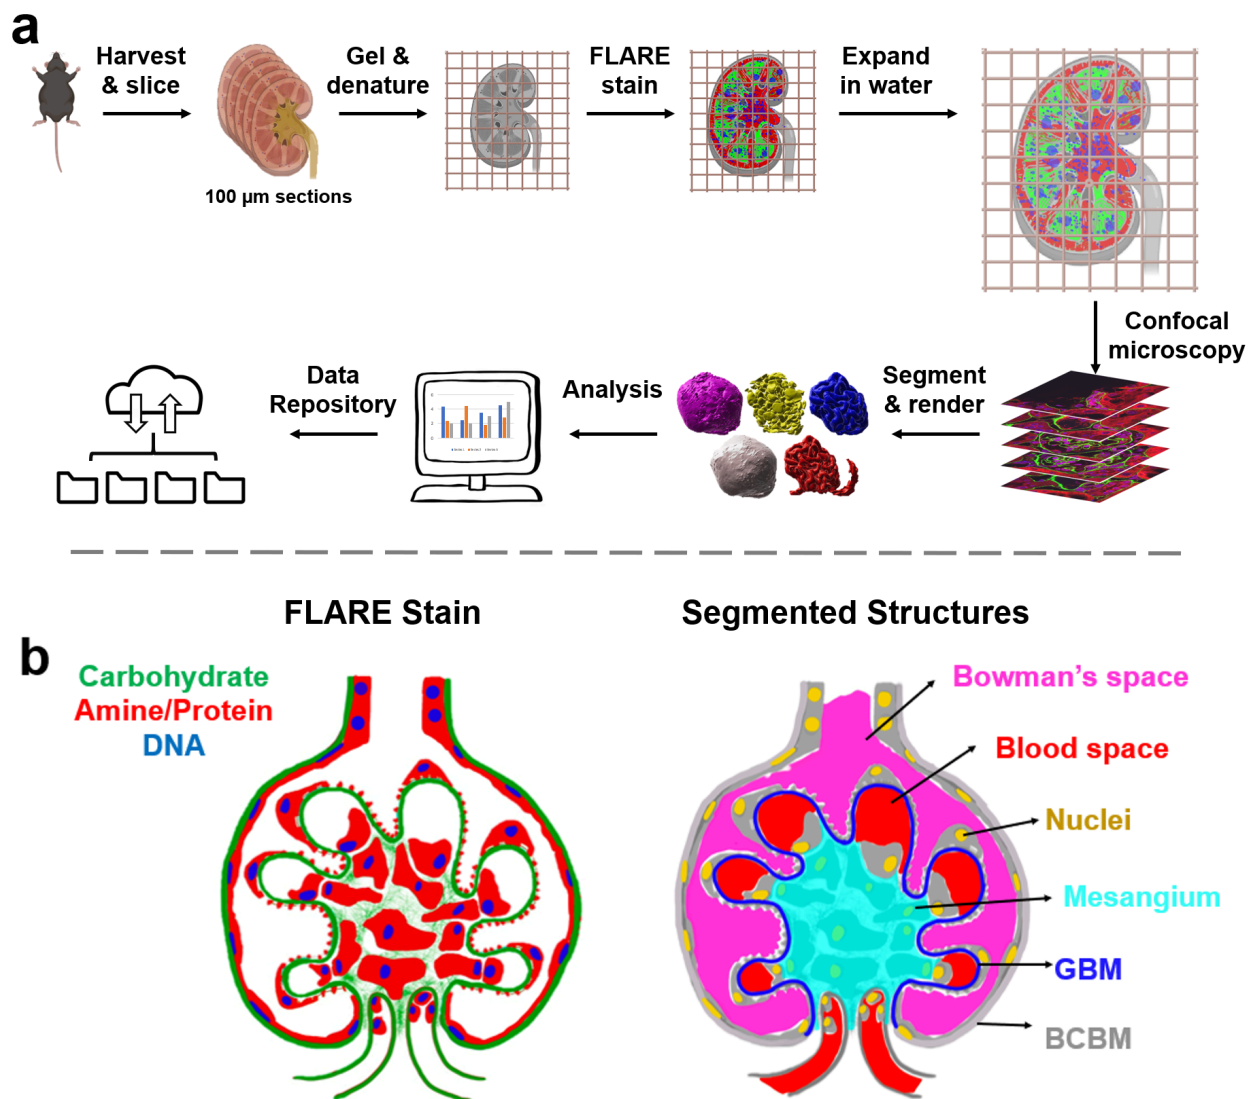 a
Harvest
& slice
Gel &
denature
FLARE
stain
Expand
in water
100 µm sections
Confocal
microscopy
Segment
& render
Analysis
Data
Repository
FLARE Stain
Segmented Structures
b
Carbohydrate
Amine/Protein
DNA
Bowman's space
Blood space
Nuclei
Mesangium
GBM
BCBM